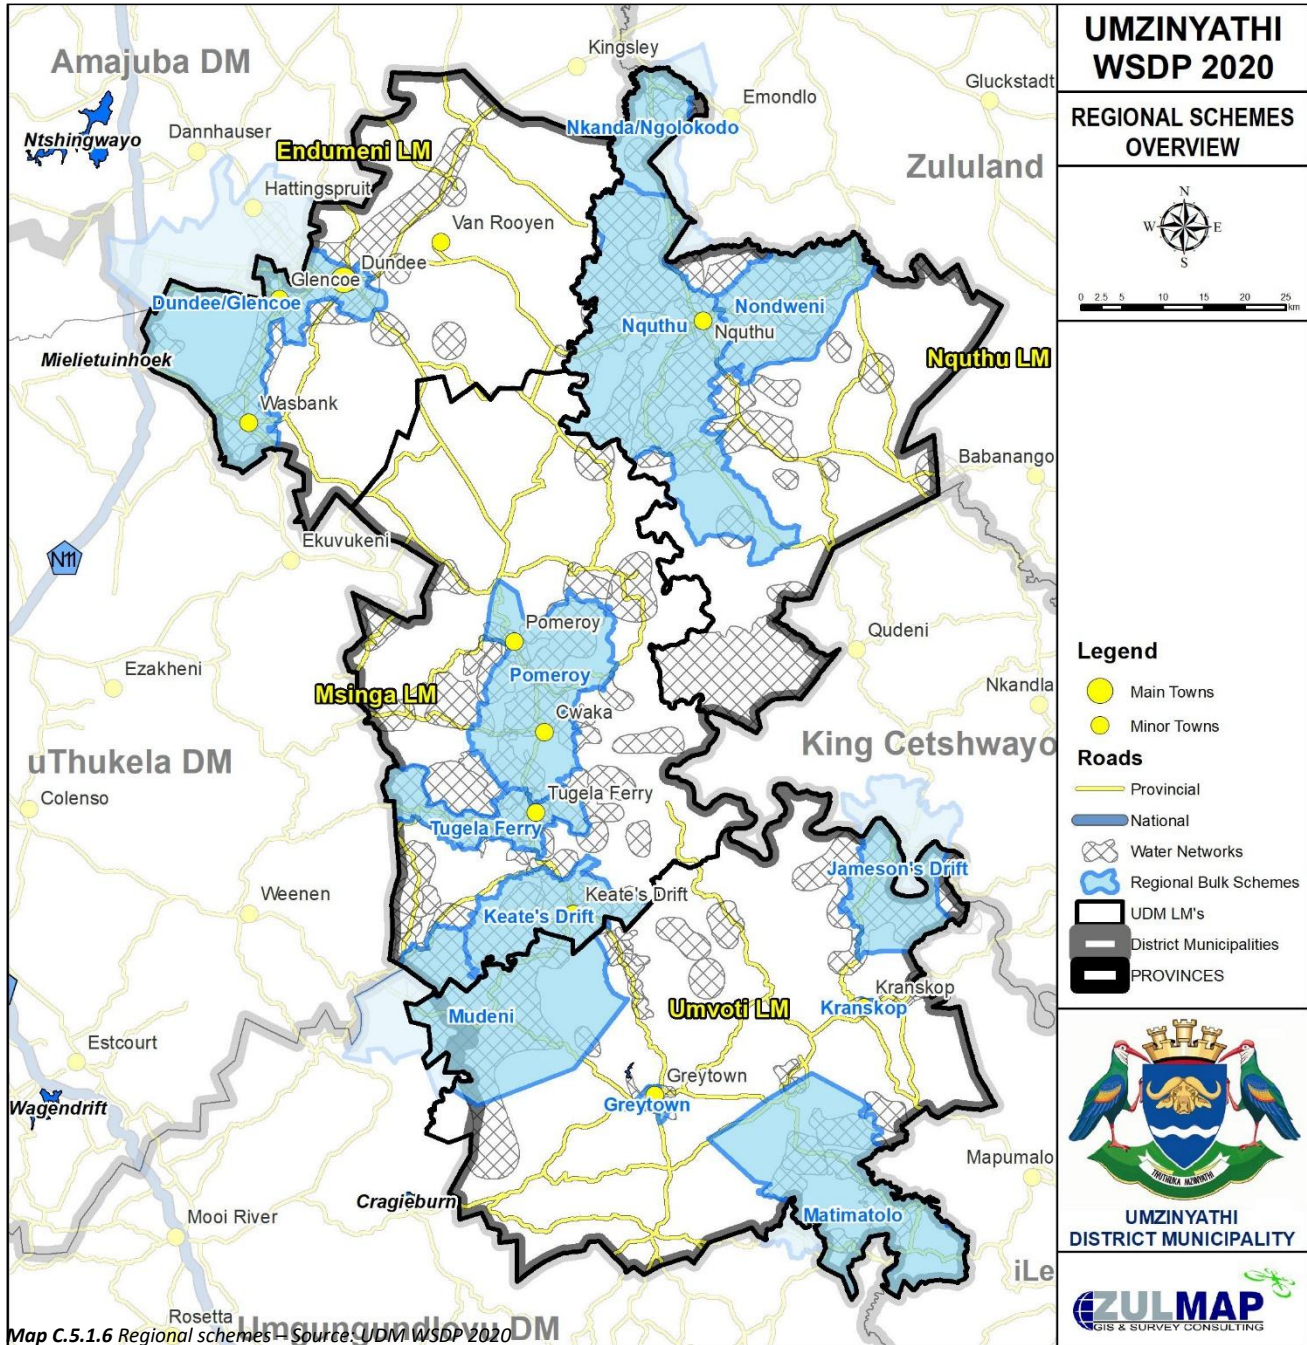 UMZINYATHI
WSDP 2020
REGIONAL SCHEMES
OVERVIEW
N
W E
S
0 2.5 5 10 15 20 25
km
Legend
Main Towns
Minor Towns
Roads
Provincial
National
Water Networks
Regional Bulk Schemes
UDM LM's
District Municipalities
PROVINCES
THUTHUKA MZINYATHI
UMZINYATHI
DISTRICT MUNICIPALITY
ZULMAP
GIS & SURVEY CONSULTING
Amajuba DM
Kingsley
Gluckstadt
Emondlo
Ntshingwayo
Dannhauser
Nkanda/Ngolokodo
Endumeni LM
Zululand
Hattingspruit
Van Rooyen
Dundee
Glencoe
Dundee/Glencoe
Nondweni
Nquthu
Nquthu
Mielietuinhoek
Nquthu LM
Wasbank
Babanango
Ekuvukeni
N11
Pomeroy
Qudeni
Ezakheni
Pomeroy
Msinga LM
Nkandla
Cwaka
King Cetshwayo
uThukela DM
Colenso
Tugela Ferry
Tugela Ferry
Jameson's Drift
Weenen
Keate's Drift
Keate's Drift
Kranskop
Umvoti LM
Kranskop
Mudeni
Estcourt
Greytown
Wagendrift
Greytown
Mapumalo
Cragieburn
Mooi River
Matimatolo
iLe
Rosetta
Umgungundlovu DM
Map C.5.1.6 Regional schemes – Source: UDM WSDP 2020